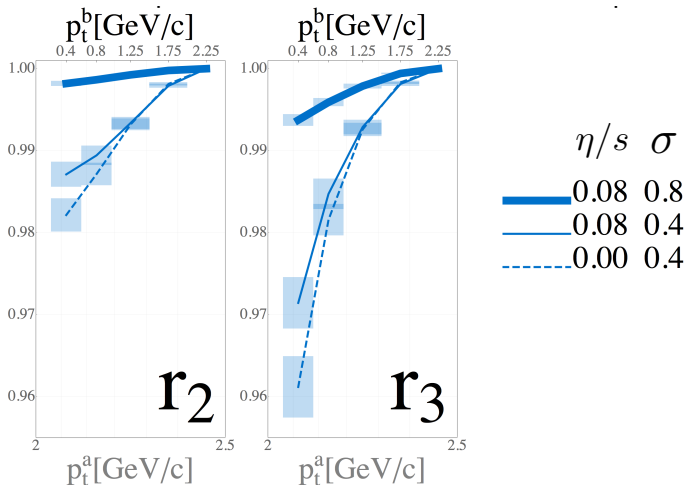 p_t^b[GeV/c] p_t^b[GeV/c]
0.4 0.8 1.25 1.75 2.25 0.4 0.8 1.25 1.75 2.25
1.00 1.00
η/s σ
0.99 0.99
0.08 0.8
0.08 0.4
0.98 0.98
0.00 0.4
0.97 0.97
0.96 0.96
r_2 r_3
2 2.5 2 2.5
p_t^a[GeV/c] p_t^a[GeV/c]